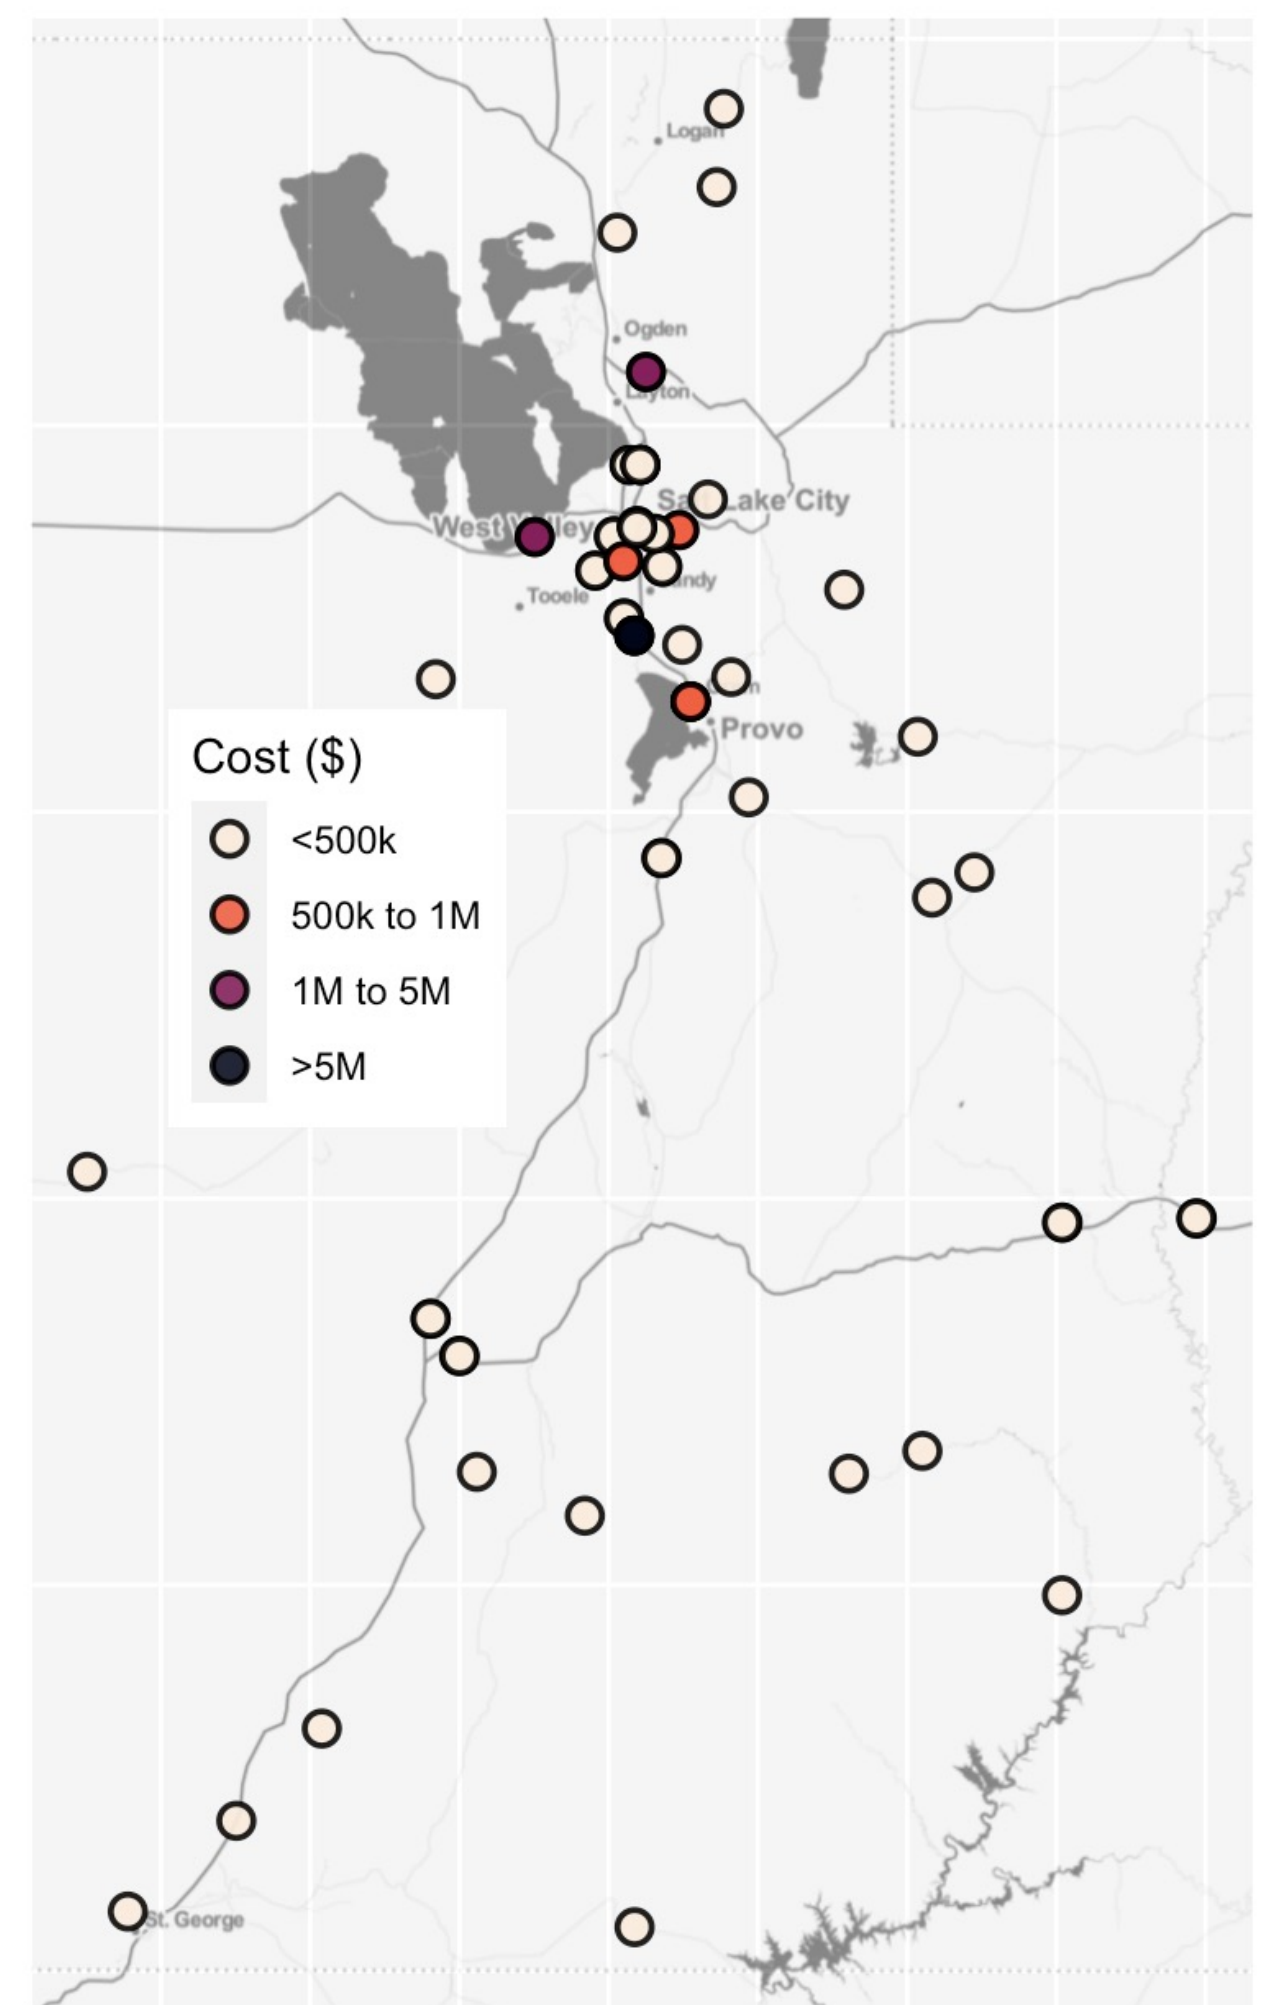 Logan
Ogden
Layton
Salt Lake City
West Valley
Sandy
Tooele
Orem
Provo
Cost ($)
<500k
500k to 1M
1M to 5M
>5M
St. George